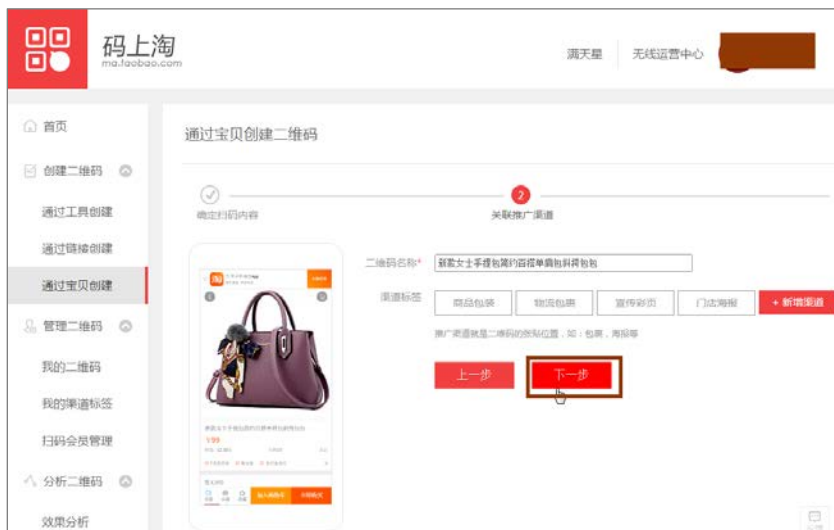 码上淘
ma.taobao.com
满天星
无线运营中心
首页
创建二维码
通过工具创建
通过链接创建
通过宝贝创建
管理二维码
我的二维码
我的渠道标签
扫码会员管理
分析二维码
效果分析
通过宝贝创建二维码
确定扫码内容
2
关联推广渠道
二维码名称*
新款女士手提包简约百搭单肩包斜挎包包
渠道标签
商品包装
物流包裹
宣传彩页
门店海报
+ 新增渠道
推广渠道就是二维码的张贴位置,如:包裹,海报等
上一步
下一步
淘
¥99
加入购物车